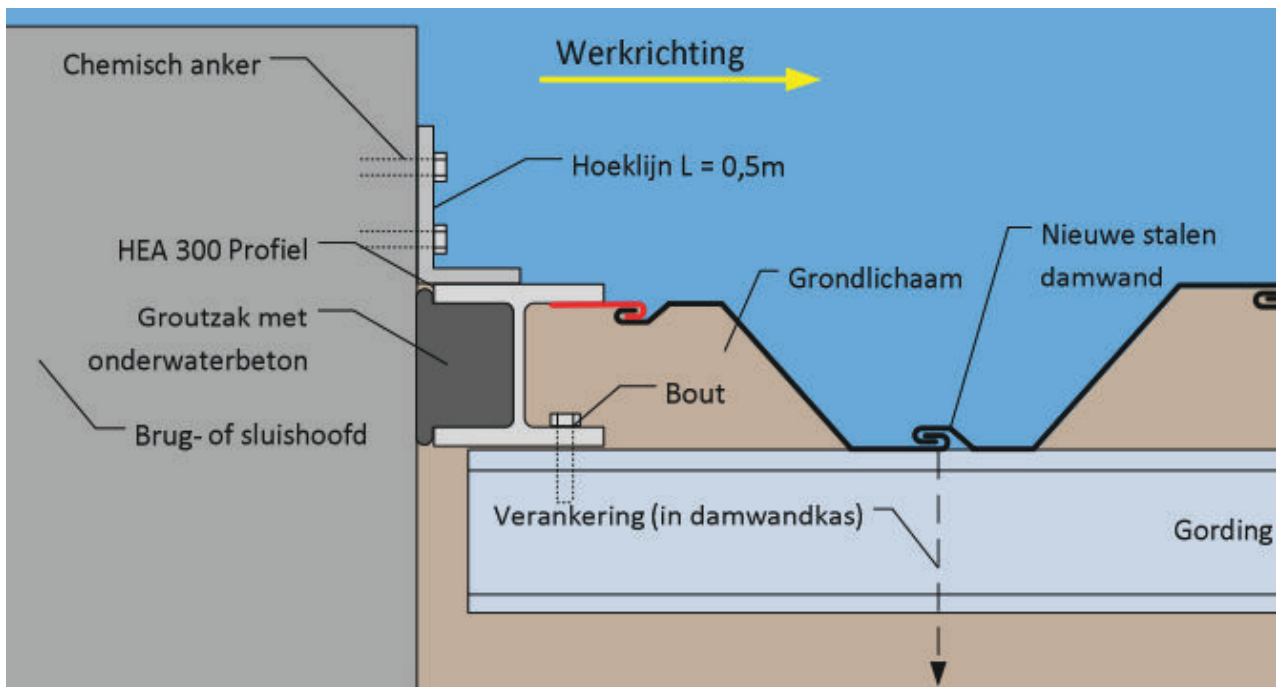 Chemisch anker
Werkrichting
Hoeklijn L = 0,5m
HEA 300 Profiel
Groutzak met
onderwaterbeton
Brug- of sluishoofd
Nieuwe stalen
damwand
Grondlichaam
Bout
Verankering (in damwandkas)
Gording